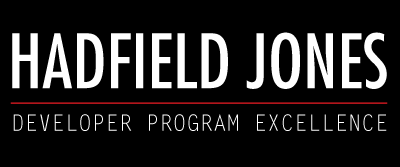 HADFIELD JONES
DEVELOPER PROGRAM EXCELLENCE